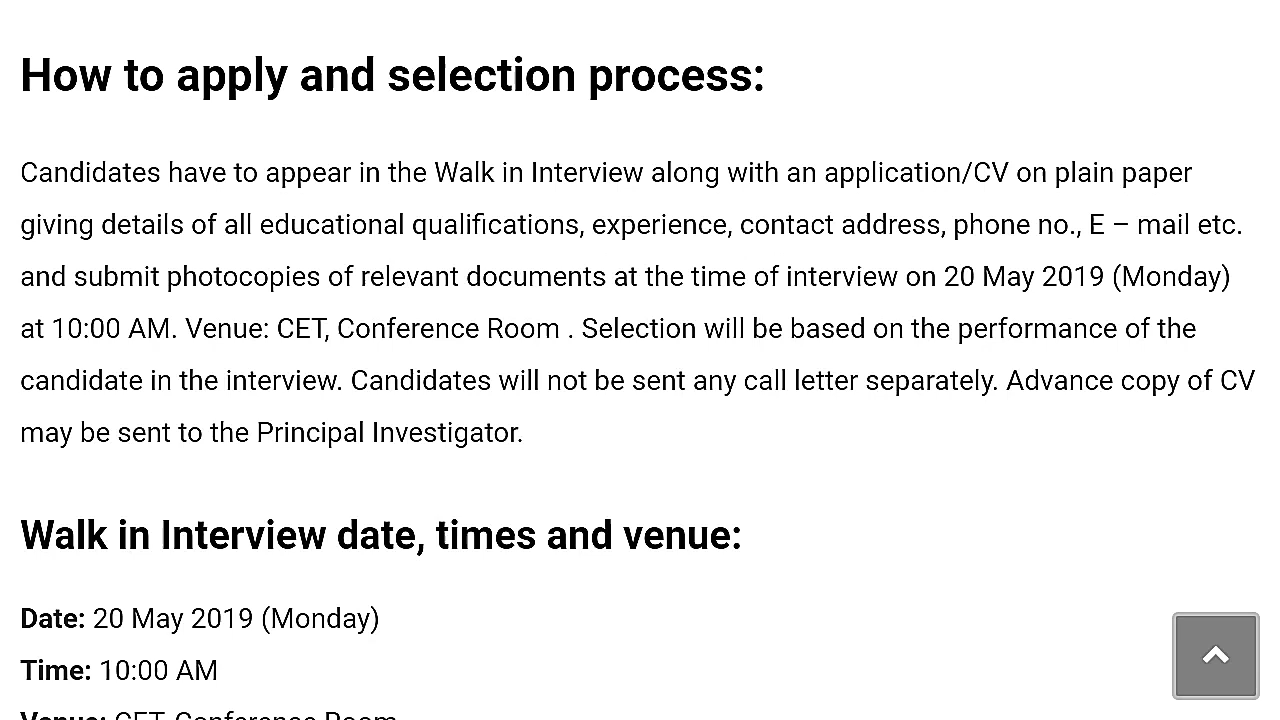 How to apply and selection process:
Candidates have to appear in the Walk in Interview along with an application/CV on plain paper
giving details of all educational qualifications, experience, contact address, phone no., E – mail etc.
and submit photocopies of relevant documents at the time of interview on 20 May 2019 (Monday)
at 10:00 AM. Venue: CET, Conference Room . Selection will be based on the performance of the
candidate in the interview. Candidates will not be sent any call letter separately. Advance copy of CV
may be sent to the Principal Investigator.
Walk in Interview date, times and venue:
Date: 20 May 2019 (Monday)
Time: 10:00 AM
Venue: CET, Conference Room